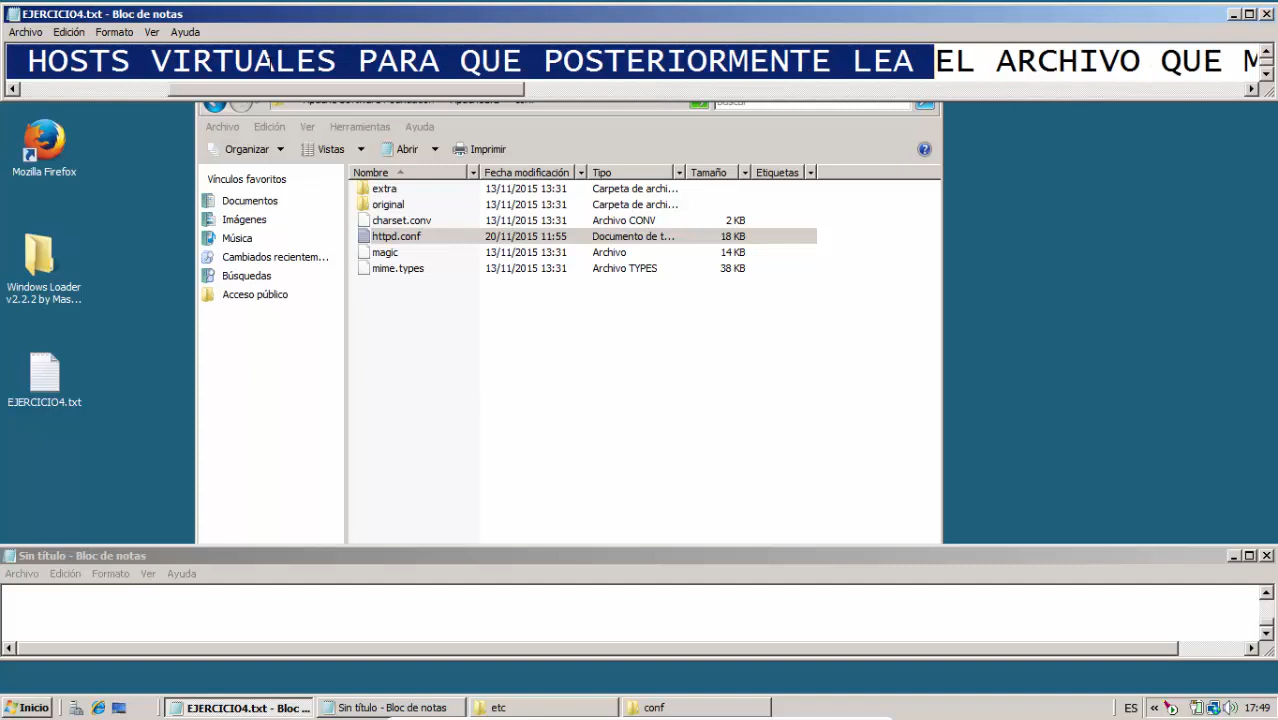 EJERCICIO4.txt - Bloc de notas
Archivo Edición Formato Ver Ayuda
HOSTS VIRTUALES PARA QUE POSTERIORMENTE LEA EL ARCHIVO QUE M
Archivo Edición Ver Herramientas Ayuda
Organizar Vistas Abrir Imprimir
Mozilla Firefox
Windows Loader
v2.2.2 by Mas...
EJERCICIO4.txt
Vínculos favoritos
Documentos
Imágenes
Música
Cambiados recientem...
Búsquedas
Acceso público
Nombre Fecha modificación Tipo Tamaño Etiquetas
extra 13/11/2015 13:31 Carpeta de archi...
original 13/11/2015 13:31 Carpeta de archi...
charset.conv 13/11/2015 13:31 Archivo CONV 2 KB
httpd.conf 20/11/2015 11:55 Documento de t... 18 KB
magic 13/11/2015 13:31 Archivo 14 KB
mime.types 13/11/2015 13:31 Archivo TYPES 38 KB
Sin título - Bloc de notas
Archivo Edición Formato Ver Ayuda
Inicio EJERCICIO4.txt - Bloc ... Sin título - Bloc de notas etc conf ES « 17:49